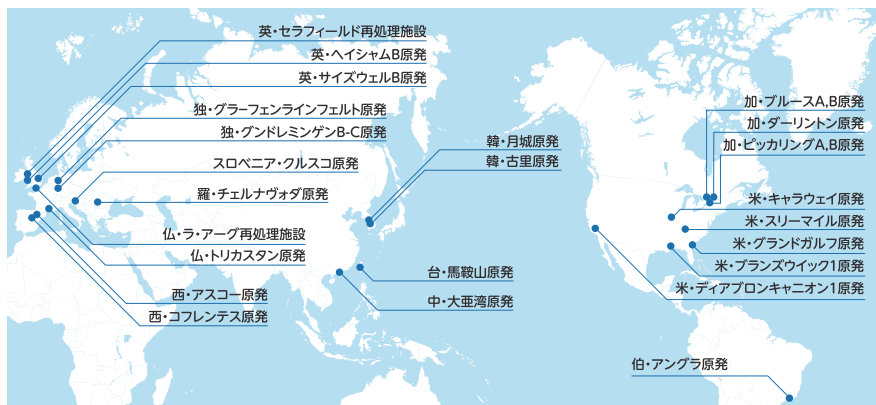 英・セラフィールド再処理施設
英・ヘイシャムB原発
英・サイズウェルB原発
独・グラーフェンラインフェルト原発
独・グンドレミンゲンB-C原発
スロベニア・クルスコ原発
羅・チェルナヴォダ原発
仏・ラ・アーグ再処理施設
仏・トリカスタン原発
西・アスコー原発
西・コフレンテス原発
韓・月城原発
韓・古里原発
台・馬鞍山原発
中・大亜湾原発
加・ブルースA,B原発
加・ダーリントン原発
加・ピッカリングA,B原発
米・キャラウェイ原発
米・スリーマイル原発
米・グランドガルフ原発
米・ブランズウイック1原発
米・ディアブロンキャニオン1原発
伯・アングラ原発